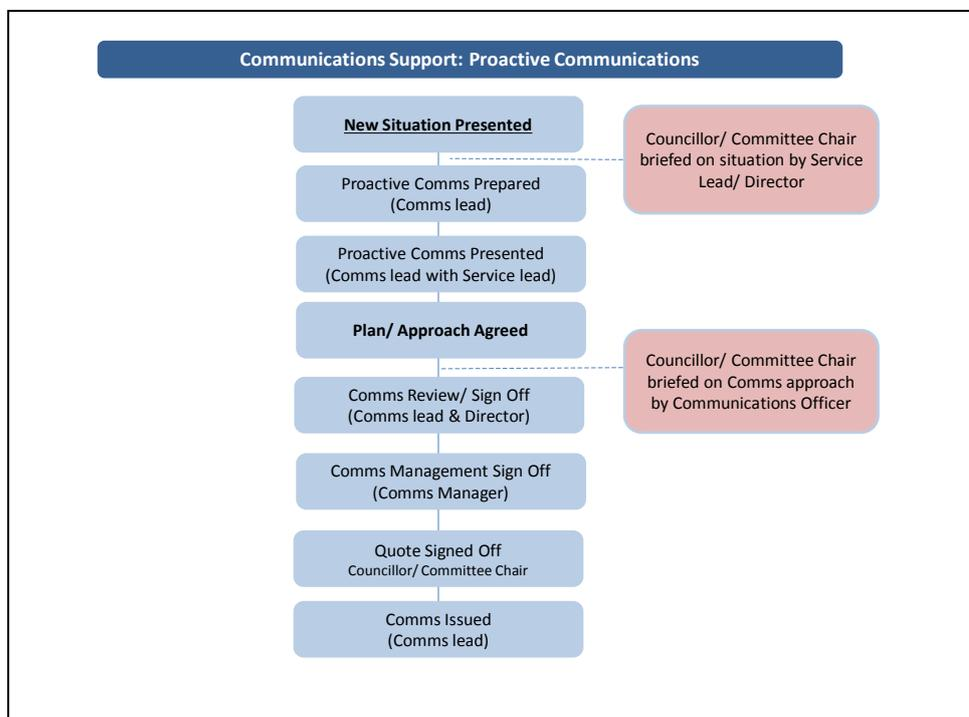 Communications Support: Proactive Communications
New Situation Presented
Councillor/ Committee Chair
briefed on situation by Service
Lead/ Director
Proactive Comms Prepared
(Comms lead)
Proactive Comms Presented
(Comms lead with Service lead)
Plan/ Approach Agreed
Councillor/ Committee Chair
briefed on Comms approach
by Communications Officer
Comms Review/ Sign Off
(Comms lead & Director)
Comms Management Sign Off
(Comms Manager)
Quote Signed Off
Councillor/ Committee Chair
Comms Issued
(Comms lead)